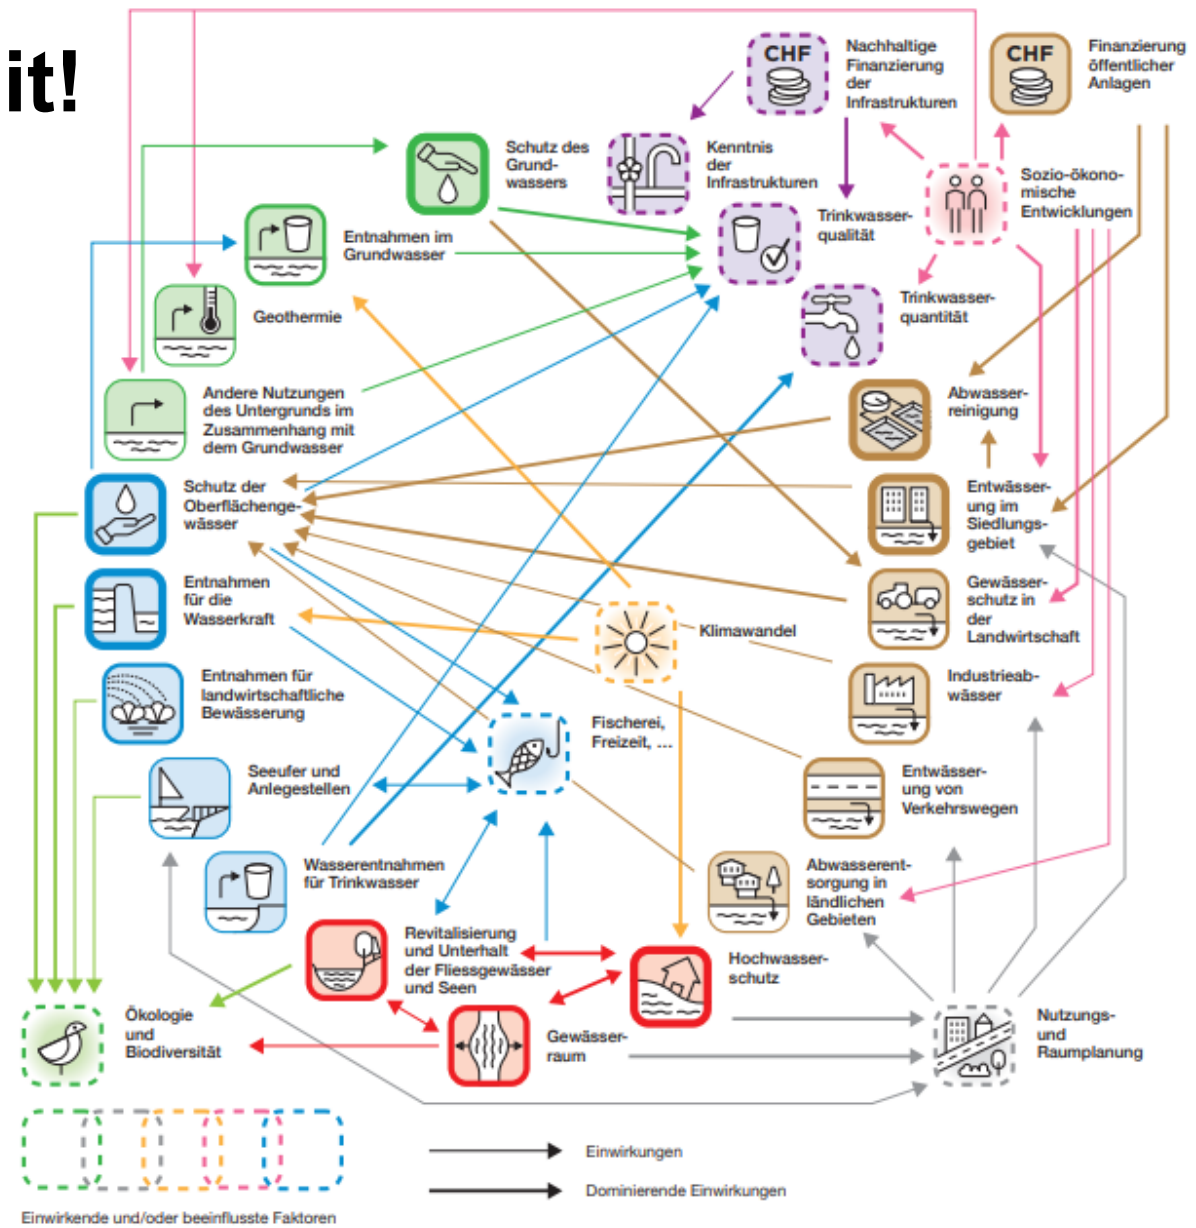 it!
CHF
Nachhaltige
Finanzierung
der
Infrastrukturen
CHF
Finanzierung
öffentlicher
Anlagen
Schutz des
Grund-
wassers
Kenntnis
der
Infrastrukturen
Sozio-ökono-
mische
Entwicklungen
Trinkwasser-
qualität
Entnahmen im
Grundwasser
Geothermie
Trinkwasser-
quantität
Andere Nutzungen
des Untergrunds im
Zusammenhang mit
dem Grundwasser
Abwasser-
reinigung
Schutz der
Oberflächenge-
wässer
Entwässer-
ung im
Siedlungs-
gebiet
Entnahmen
für die
Wasserkraft
Gewässer-
schutz in
der
Landwirtschaft
Klimawandel
Entnahmen für
landwirtschaftliche
Bewässerung
Industrieab-
wässer
Fischerei,
Freizeit, ...
Seeufer und
Anlegestellen
Entwässer-
ung von
Verkehrswegen
Wasserentnahmen
für Trinkwasser
Abwasserent-
sorgung in
ländlichen
Gebieten
Revitalisierung
und Unterhalt
der Fliessgewässer
und Seen
Hochwasser-
schutz
Ökologie
und
Biodiversität
Gewässer-
raum
Nutzungs-
und
Raumplanung
Einwirkungen
Dominierende Einwirkungen
Einwirkende und/oder beeinflusste Faktoren